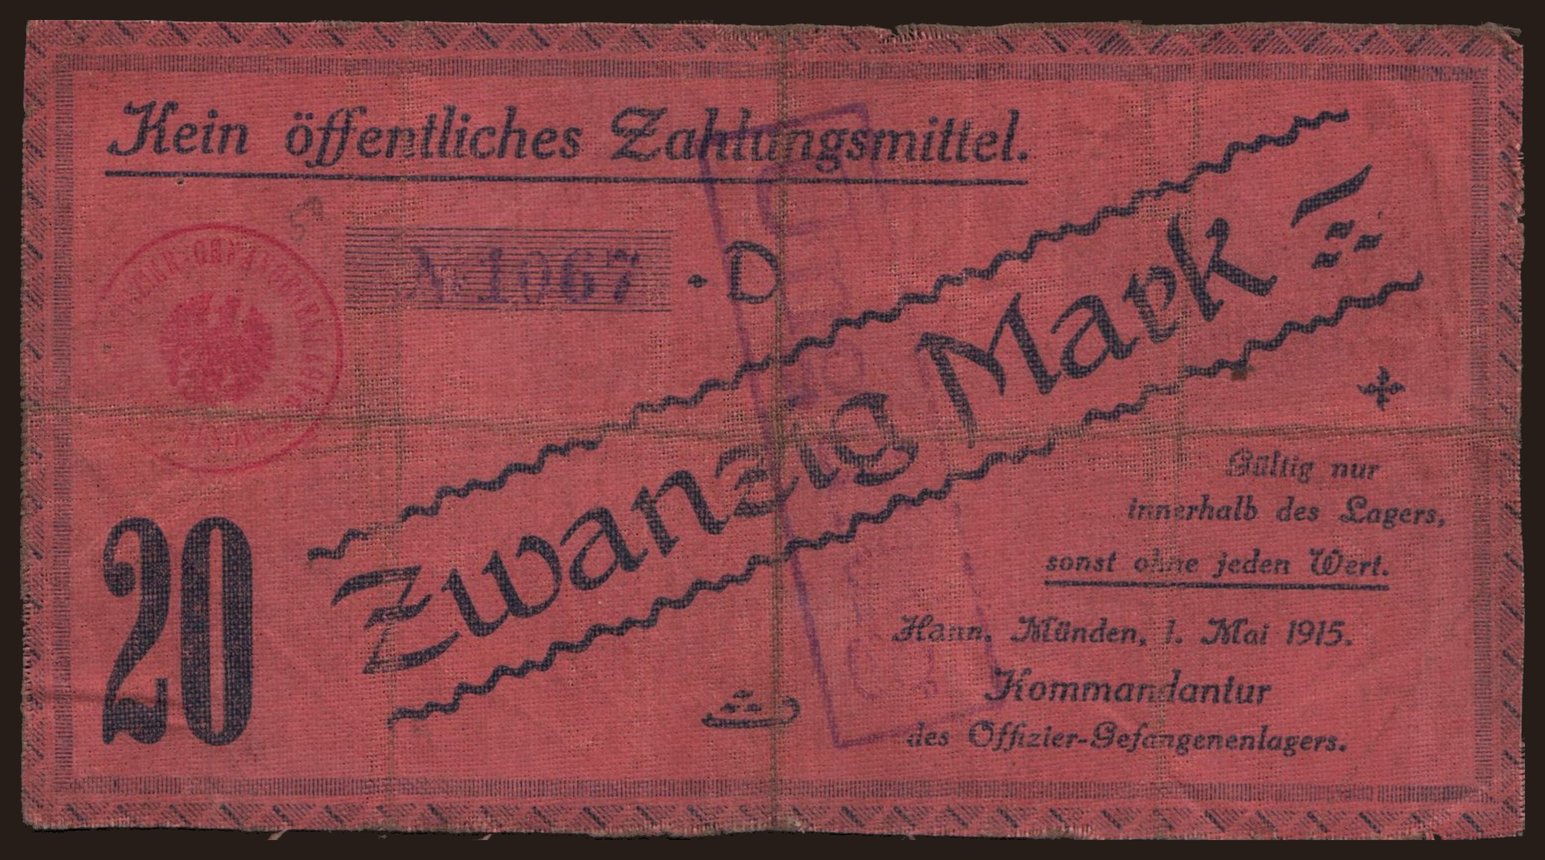 Kein öffentliches Zahlungsmittel.
№ 1067 · D
Zwanzig Mark
20
Gültig nur
innerhalb des Lagers,
sonst ohne jeden Wert.
Hann. Münden, 1. Mai 1915.
Kommandantur
des Offizier-Gefangenenlagers.